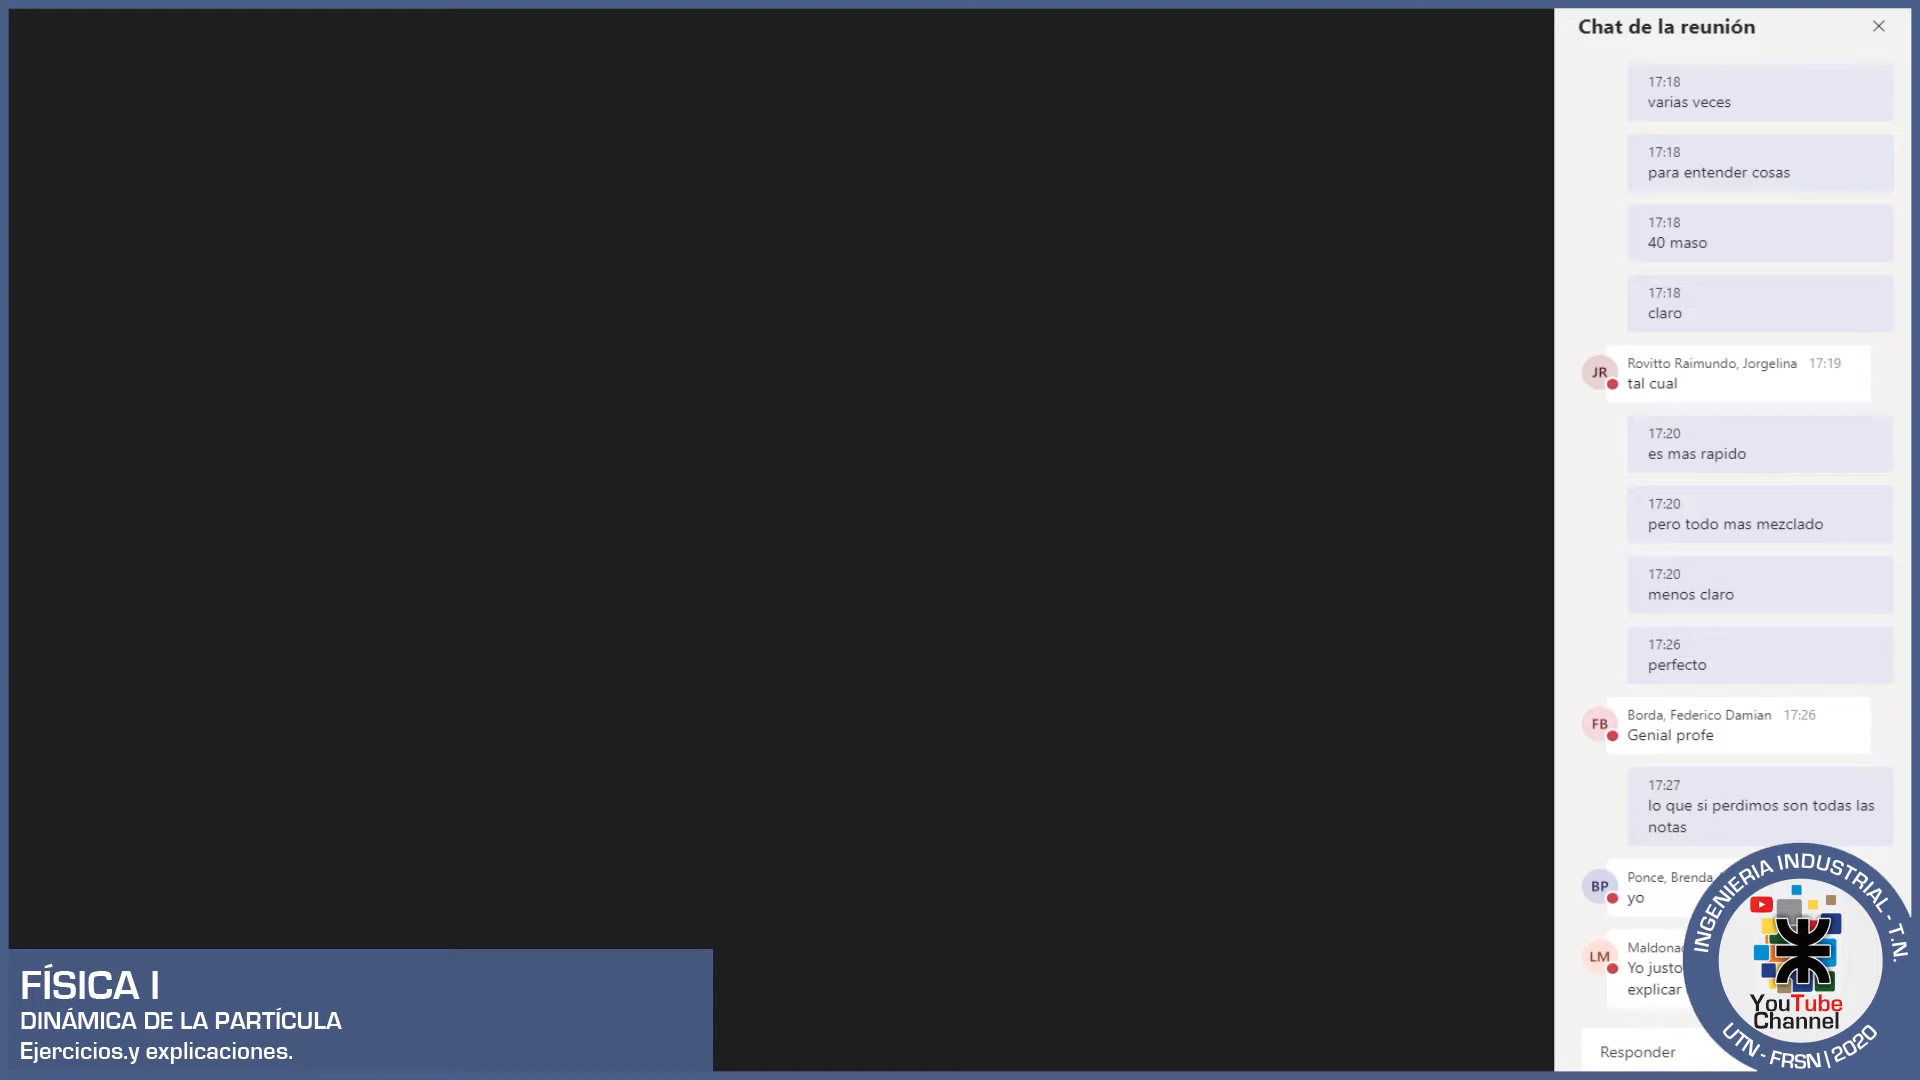 Chat de la reunión
17:18
varias veces
17:18
para entender cosas
17:18
40 maso
17:18
claro
JR
Rovitto Raimundo, Jorgelina 17:19
tal cual
17:20
es mas rapido
17:20
pero todo mas mezclado
17:20
menos claro
17:26
perfecto
FB
Borda, Federico Damian 17:26
Genial profe
17:27
lo que si perdimos son todas las
notas
BP
Ponce, Brenda,
yo
LM
Yo justo
explicar
Responder
FÍSICA I
DINÁMICA DE LA PARTÍCULA
Ejercicios.y explicaciones.
INGENIERIA INDUSTRIAL - T.N.
YouTube
Channel
UTN - FRSN | 2020